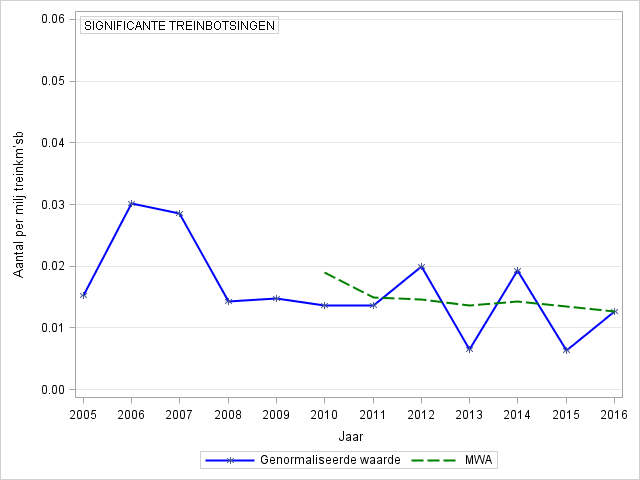 SIGNIFICANTE TREINBOTSINGEN
Aantal per milj treinkm'sb
0.06
0.05
0.04
0.03
0.02
0.01
0.00
2005 2006 2007 2008 2009 2010 2011 2012 2013 2014 2015 2016
Jaar
Genormaliseerde waarde MWA